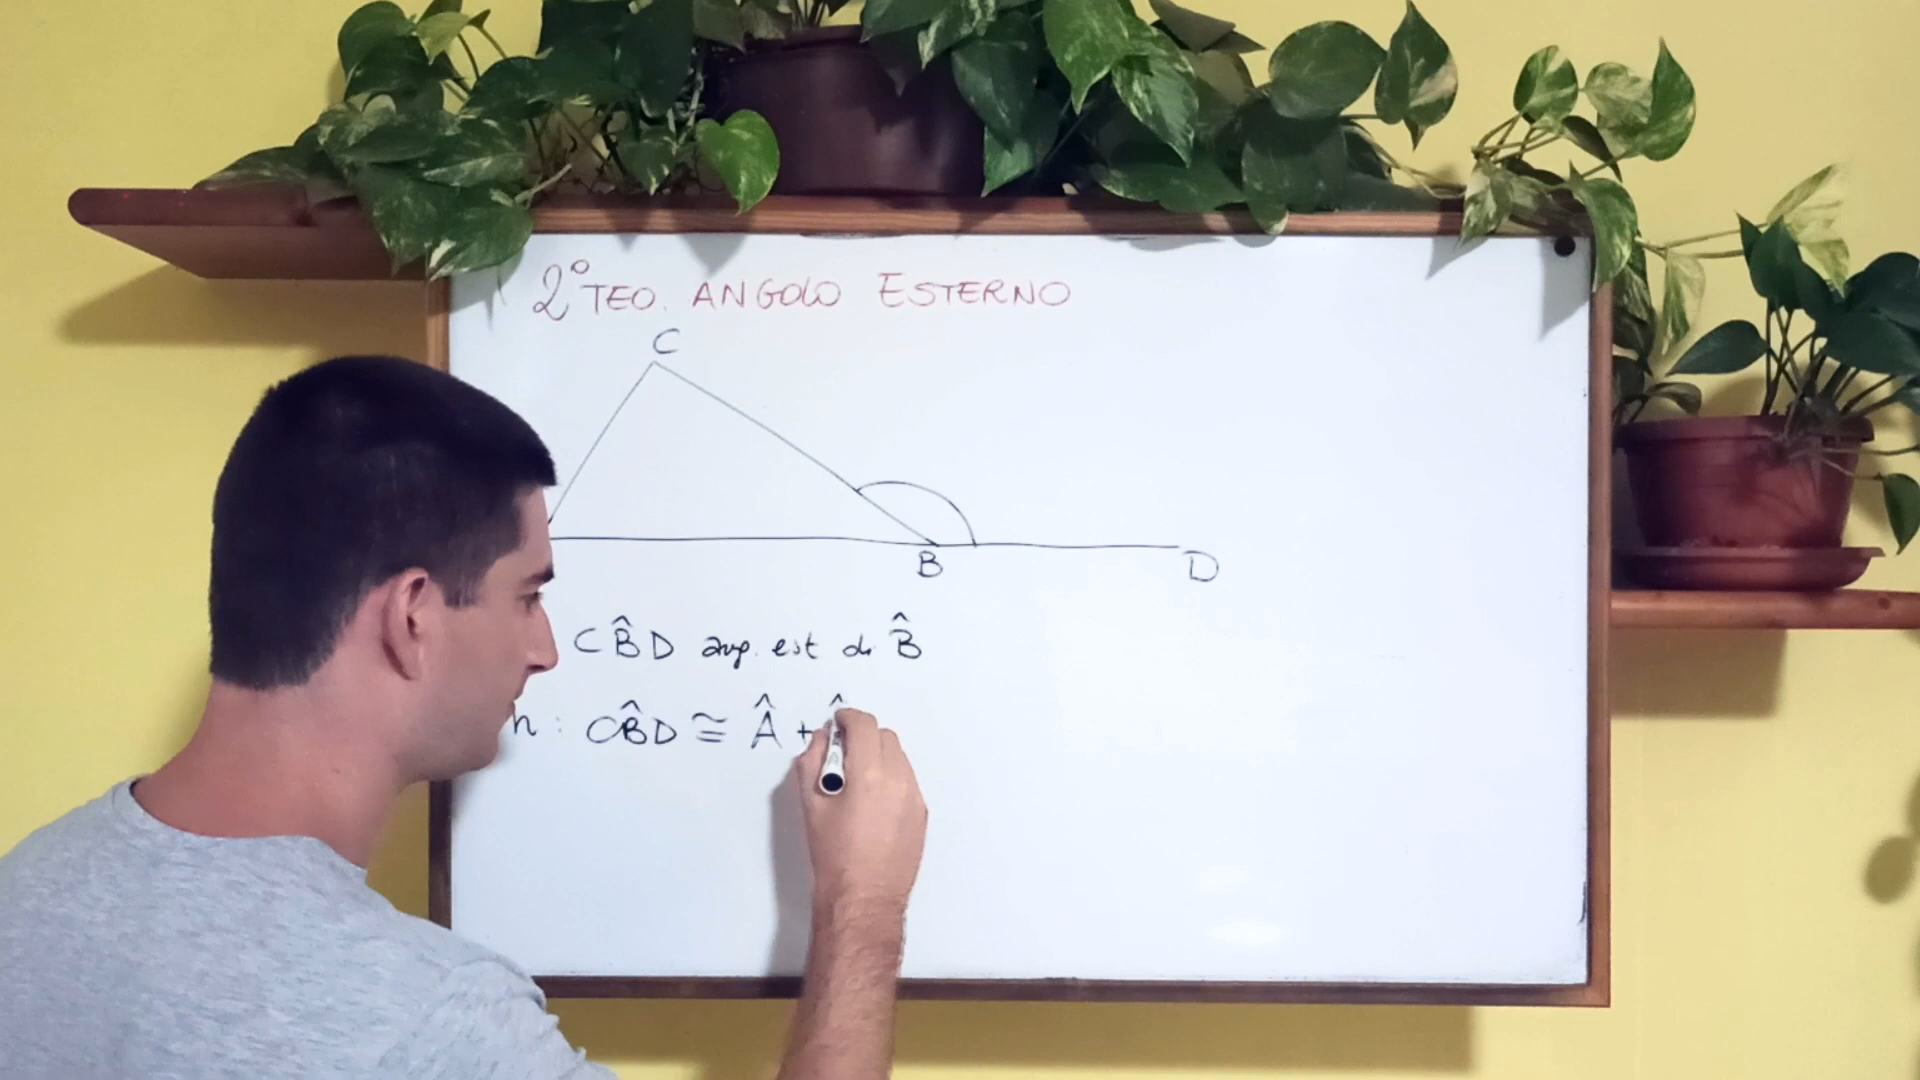 2° TEO. ANGOLO ESTERNO
C
B
D
CB̂D ang. est di B̂
h : CB̂D ≅ Â +